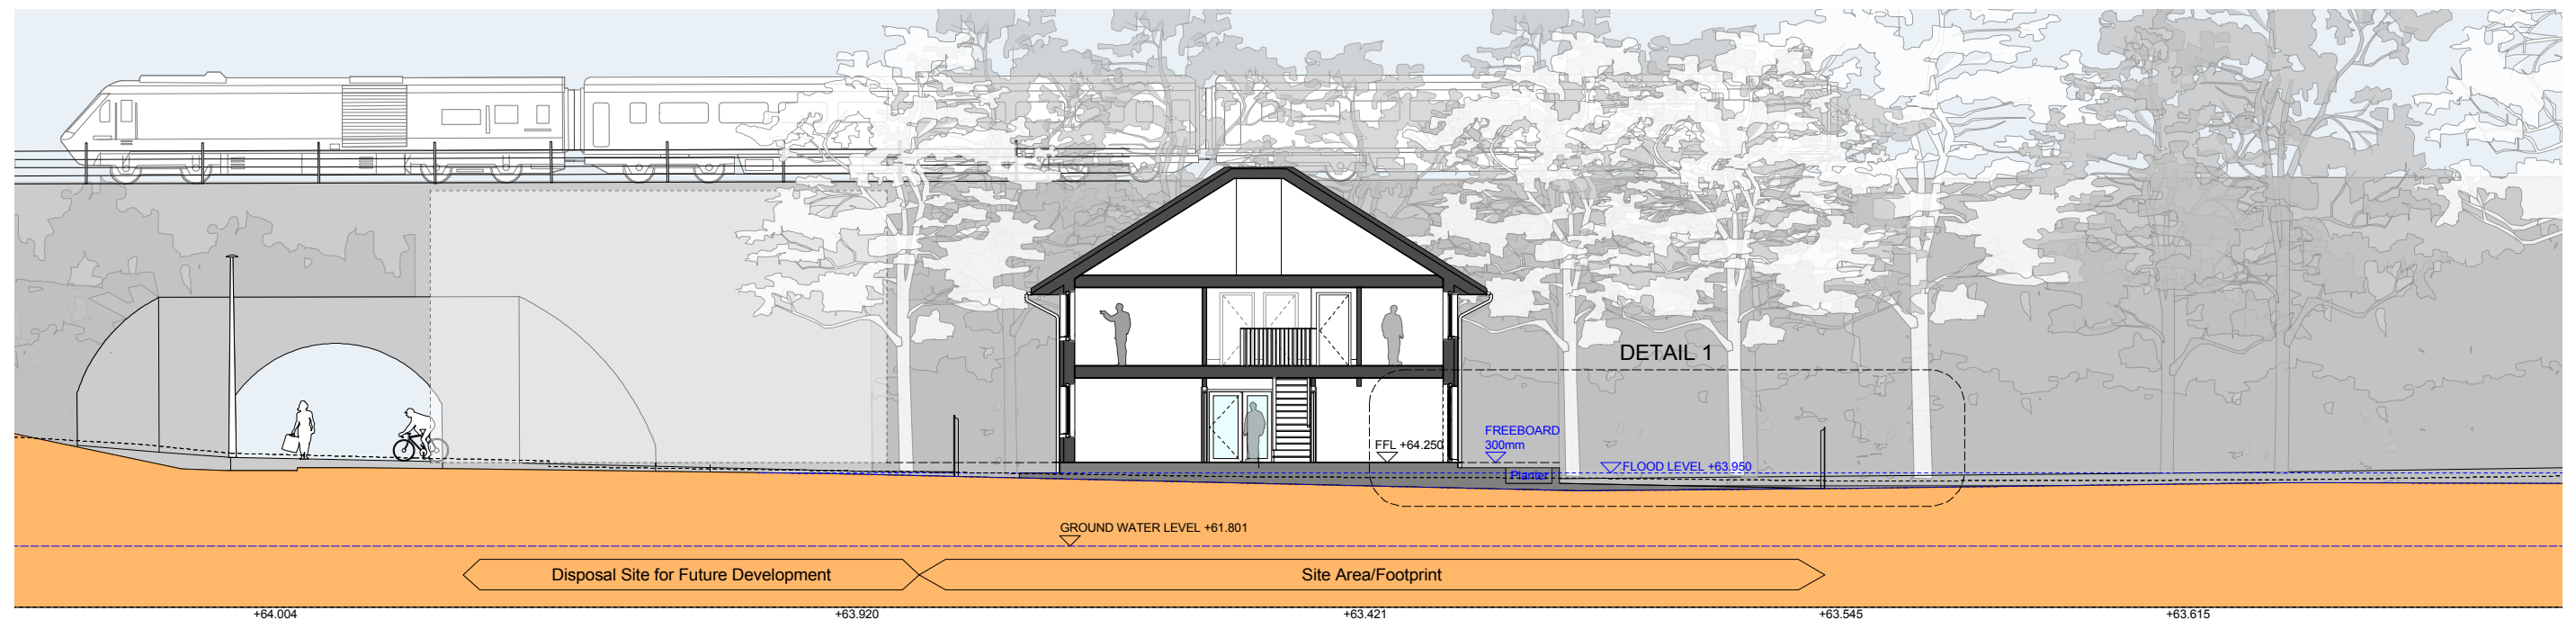 DETAIL 1
FREEBOARD
300mm
FFL +64.250
FLOOD LEVEL +63.950
Planter
GROUND WATER LEVEL +61.801
Disposal Site for Future Development
Site Area/Footprint
+64.004
+63.920
+63.421
+63.545
+63.615